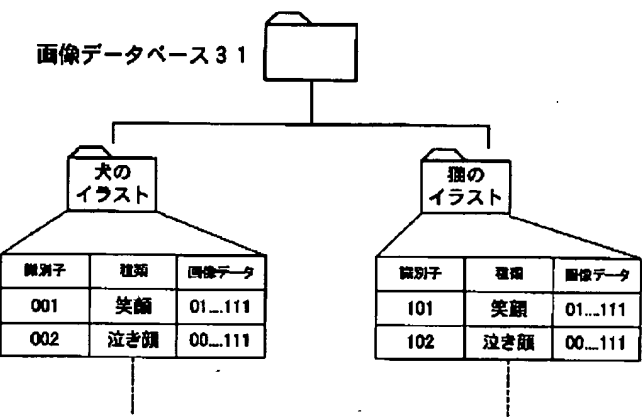 画像データベース31
犬の
イラスト
猫の
イラスト
識別子 種類 画像データ
001 笑顔 01....111
002 泣き顔 00....111
識別子 種類 画像データ
101 笑顔 01....111
102 泣き顔 00....111